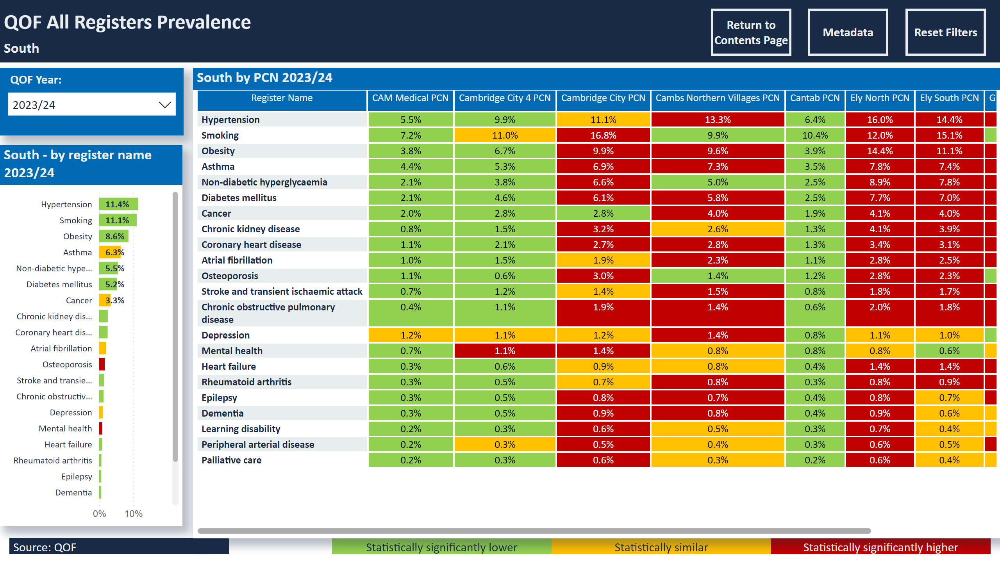 QOF All Registers Prevalence
South
Return to
Contents Page
Metadata
Reset Filters
QOF Year:
2023/24
South - by register name
2023/24
Hypertension 11.4%
Smoking 11.1%
Obesity 8.6%
Asthma 6.3%
Non-diabetic hype... 5.5%
Diabetes mellitus 5.2%
Cancer 3.3%
Chronic kidney dis...
Coronary heart dis...
Atrial fibrillation
Osteoporosis
Stroke and transie...
Chronic obstructiv...
Depression
Mental health
Heart failure
Rheumatoid arthritis
Epilepsy
Dementia
0% 10%
South by PCN 2023/24
Register Name CAM Medical PCN Cambridge City 4 PCN Cambridge City PCN Cambs Northern Villages PCN Cantab PCN Ely North PCN Ely South PCN G
Hypertension 5.5% 9.9% 11.1% 13.3% 6.4% 16.0% 14.4%
Smoking 7.2% 11.0% 16.8% 9.9% 10.4% 12.0% 15.1%
Obesity 3.8% 6.7% 9.9% 9.6% 3.9% 14.4% 11.1%
Asthma 4.4% 5.3% 6.9% 7.3% 3.5% 7.8% 7.4%
Non-diabetic hyperglycaemia 2.1% 3.8% 6.6% 5.0% 2.5% 8.9% 7.8%
Diabetes mellitus 2.1% 4.6% 6.1% 5.8% 2.5% 7.7% 7.0%
Cancer 2.0% 2.8% 2.8% 4.0% 1.9% 4.1% 4.0%
Chronic kidney disease 0.8% 1.5% 3.2% 2.6% 1.3% 4.1% 3.9%
Coronary heart disease 1.1% 2.1% 2.7% 2.8% 1.3% 3.4% 3.1%
Atrial fibrillation 1.0% 1.5% 1.9% 2.3% 1.1% 2.8% 2.5%
Osteoporosis 1.1% 0.6% 3.0% 1.4% 1.2% 2.8% 2.3%
Stroke and transient ischaemic attack 0.7% 1.2% 1.4% 1.5% 0.8% 1.8% 1.7%
Chronic obstructive pulmonary 0.4% 1.1% 1.9% 1.4% 0.6% 2.0% 1.8%
disease
Depression 1.2% 1.1% 1.2% 1.4% 0.8% 1.1% 1.0%
Mental health 0.7% 1.1% 1.4% 0.8% 0.8% 0.8% 0.6%
Heart failure 0.3% 0.6% 0.9% 0.8% 0.4% 1.4% 1.4%
Rheumatoid arthritis 0.3% 0.5% 0.7% 0.8% 0.3% 0.8% 0.9%
Epilepsy 0.3% 0.5% 0.8% 0.7% 0.4% 0.8% 0.7%
Dementia 0.3% 0.5% 0.9% 0.8% 0.4% 0.9% 0.6%
Learning disability 0.2% 0.3% 0.6% 0.5% 0.3% 0.7% 0.4%
Peripheral arterial disease 0.2% 0.3% 0.5% 0.4% 0.3% 0.6% 0.5%
Palliative care 0.2% 0.3% 0.6% 0.3% 0.2% 0.6% 0.4%
Source: QOF
Statistically significantly lower
Statistically similar
Statistically significantly higher